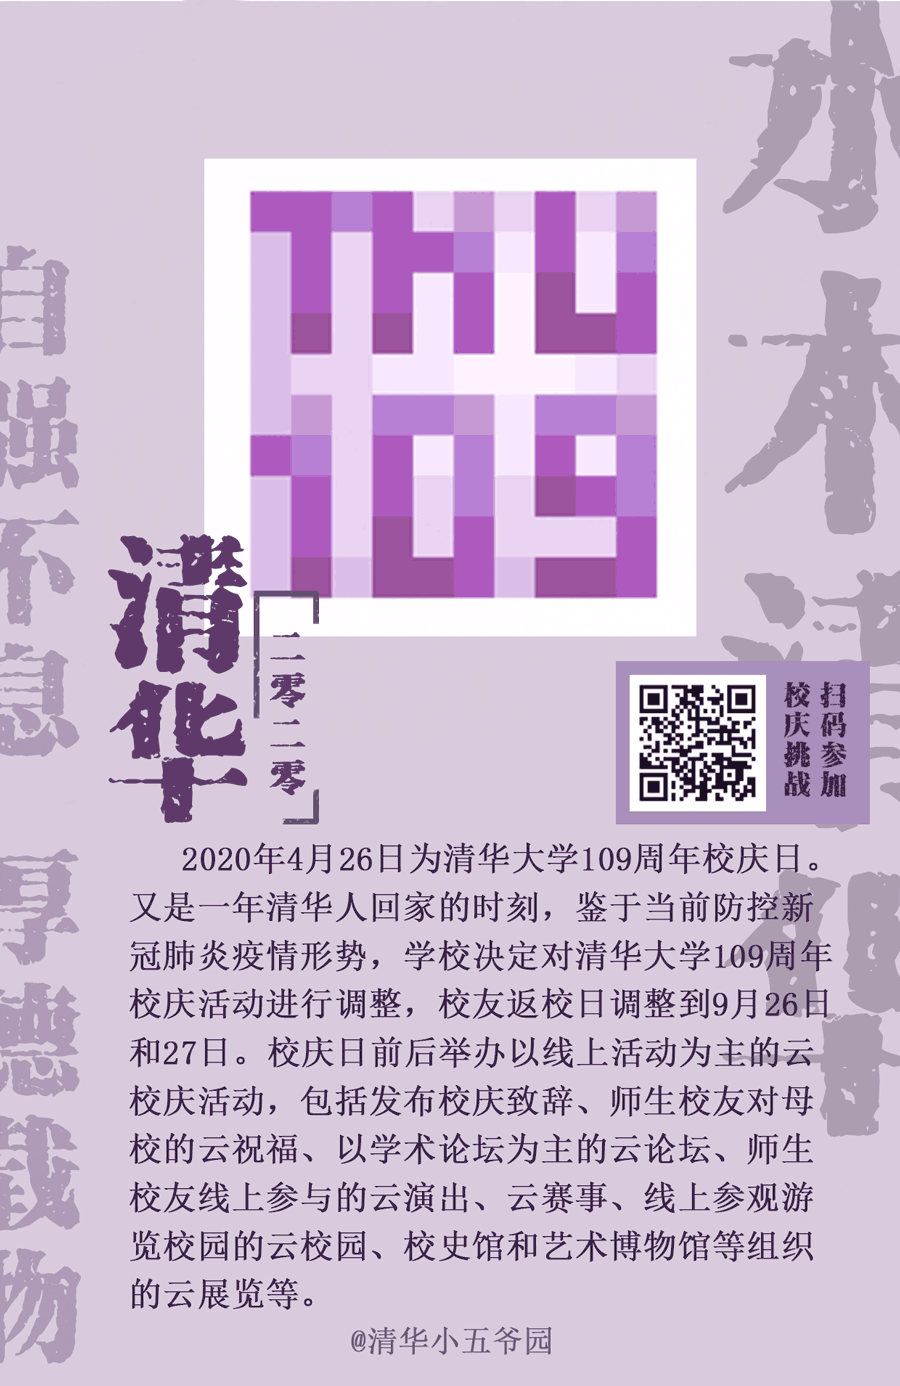 水木清华
自强不息 厚德载物
THU
109
清华
二零二零
扫码参加
校庆挑战
2020年4月26日为清华大学109周年校庆日。
又是一年清华人回家的时刻，鉴于当前防控新
冠肺炎疫情形势，学校决定对清华大学109周年
校庆活动进行调整，校友返校日调整到9月26日
和27日。校庆日前后举办以线上活动为主的云
校庆活动，包括发布校庆致辞、师生校友对母
校的云祝福、以学术论坛为主的云论坛、师生
校友线上参与的云演出、云赛事、线上参观游
览校园的云校园、校史馆和艺术博物馆等组织
的云展览等。
@清华小五爷园